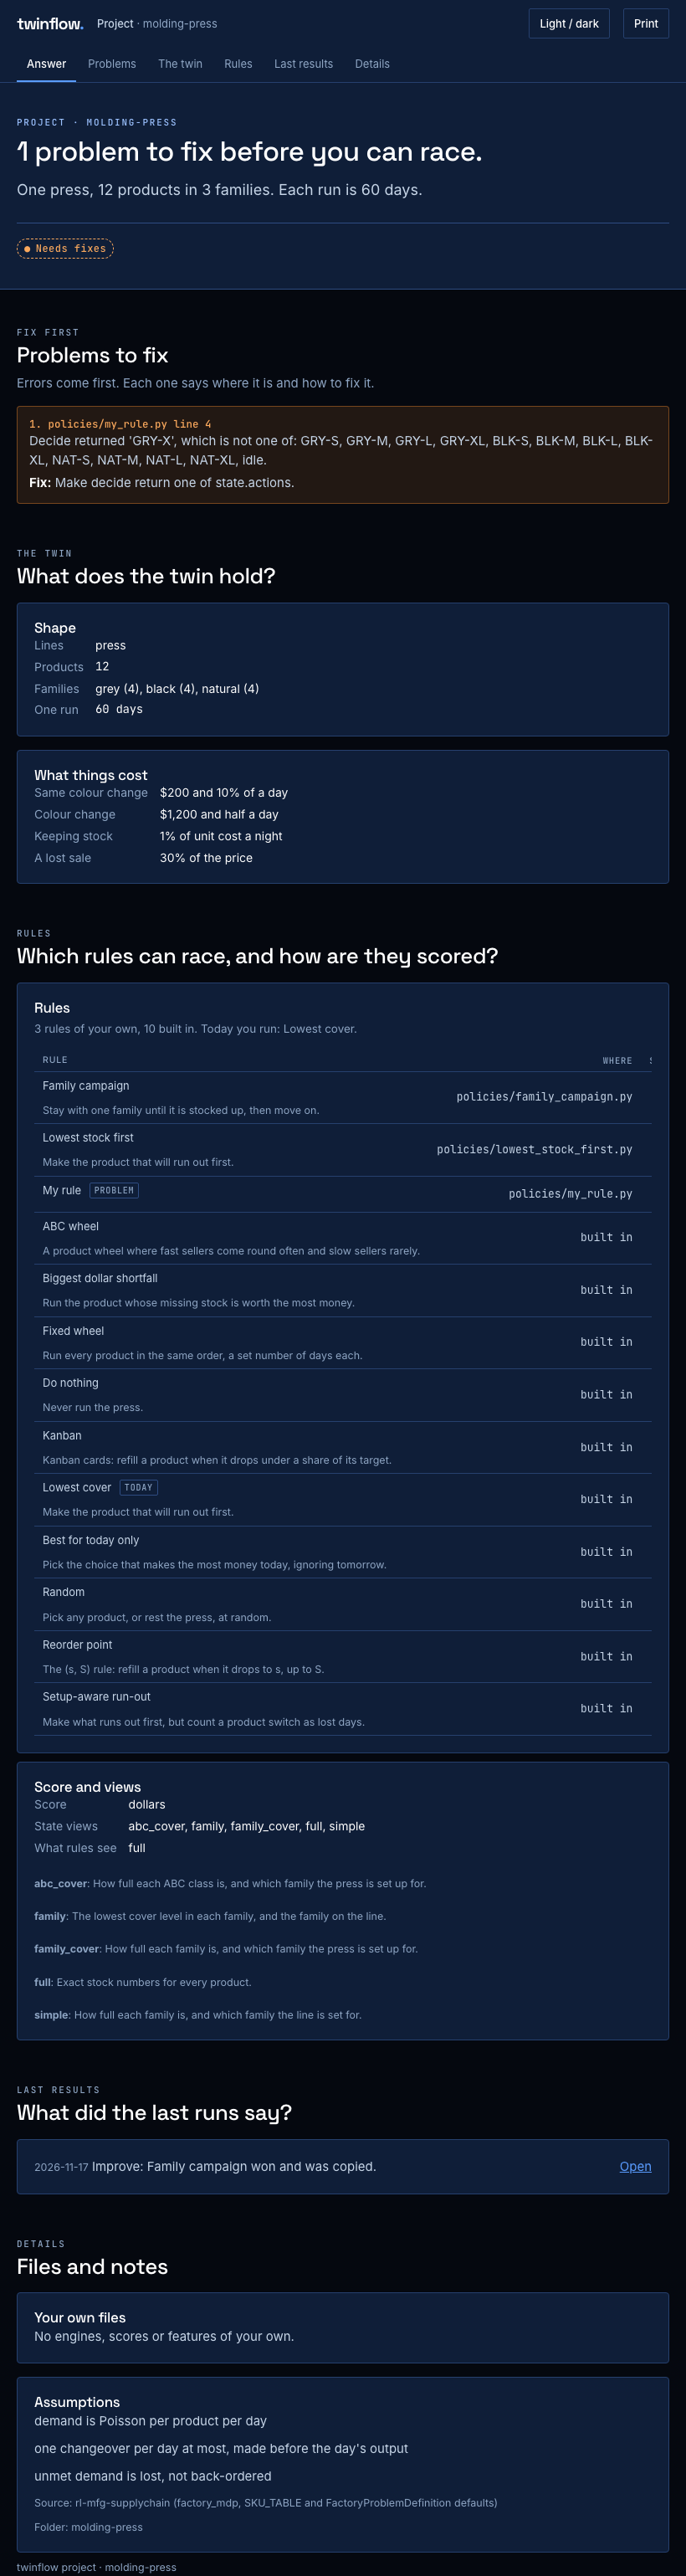 twinflow. Project · molding-press Light / dark Print
Answer Problems The twin Rules Last results Details
PROJECT · MOLDING-PRESS
1 problem to fix before you can race.
One press, 12 products in 3 families. Each run is 60 days.
Needs fixes
FIX FIRST
Problems to fix
Errors come first. Each one says where it is and how to fix it.
1. policies/my_rule.py line 4
Decide returned 'GRY-X', which is not one of: GRY-S, GRY-M, GRY-L, GRY-XL, BLK-S, BLK-M, BLK-L, BLK-
XL, NAT-S, NAT-M, NAT-L, NAT-XL, idle.
Fix: Make decide return one of state.actions.
THE TWIN
What does the twin hold?
Shape
Lines press
Products 12
Families grey (4), black (4), natural (4)
One run 60 days
What things cost
Same colour change $200 and 10% of a day
Colour change $1,200 and half a day
Keeping stock 1% of unit cost a night
A lost sale 30% of the price
RULES
Which rules can race, and how are they scored?
Rules
3 rules of your own, 10 built in. Today you run: Lowest cover.
RULE WHERE
Family campaign
policies/family_campaign.py
Stay with one family until it is stocked up, then move on.
Lowest stock first
policies/lowest_stock_first.py
Make the product that will run out first.
My rule PROBLEM policies/my_rule.py
ABC wheel
built in
A product wheel where fast sellers come round often and slow sellers rarely.
Biggest dollar shortfall
built in
Run the product whose missing stock is worth the most money.
Fixed wheel
built in
Run every product in the same order, a set number of days each.
Do nothing
built in
Never run the press.
Kanban
built in
Kanban cards: refill a product when it drops under a share of its target.
Lowest cover TODAY
built in
Make the product that will run out first.
Best for today only
built in
Pick the choice that makes the most money today, ignoring tomorrow.
Random
built in
Pick any product, or rest the press, at random.
Reorder point
built in
The (s, S) rule: refill a product when it drops to s, up to S.
Setup-aware run-out
built in
Make what runs out first, but count a product switch as lost days.
Score and views
Score dollars
State views abc_cover, family, family_cover, full, simple
What rules see full
abc_cover: How full each ABC class is, and which family the press is set up for.
family: The lowest cover level in each family, and the family on the line.
family_cover: How full each family is, and which family the press is set up for.
full: Exact stock numbers for every product.
simple: How full each family is, and which family the line is set for.
LAST RESULTS
What did the last runs say?
2026-11-17 Improve: Family campaign won and was copied. Open
DETAILS
Files and notes
Your own files
No engines, scores or features of your own.
Assumptions
demand is Poisson per product per day
one changeover per day at most, made before the day's output
unmet demand is lost, not back-ordered
Source: rl-mfg-supplychain (factory_mdp, SKU_TABLE and FactoryProblemDefinition defaults)
Folder: molding-press
twinflow project · molding-press